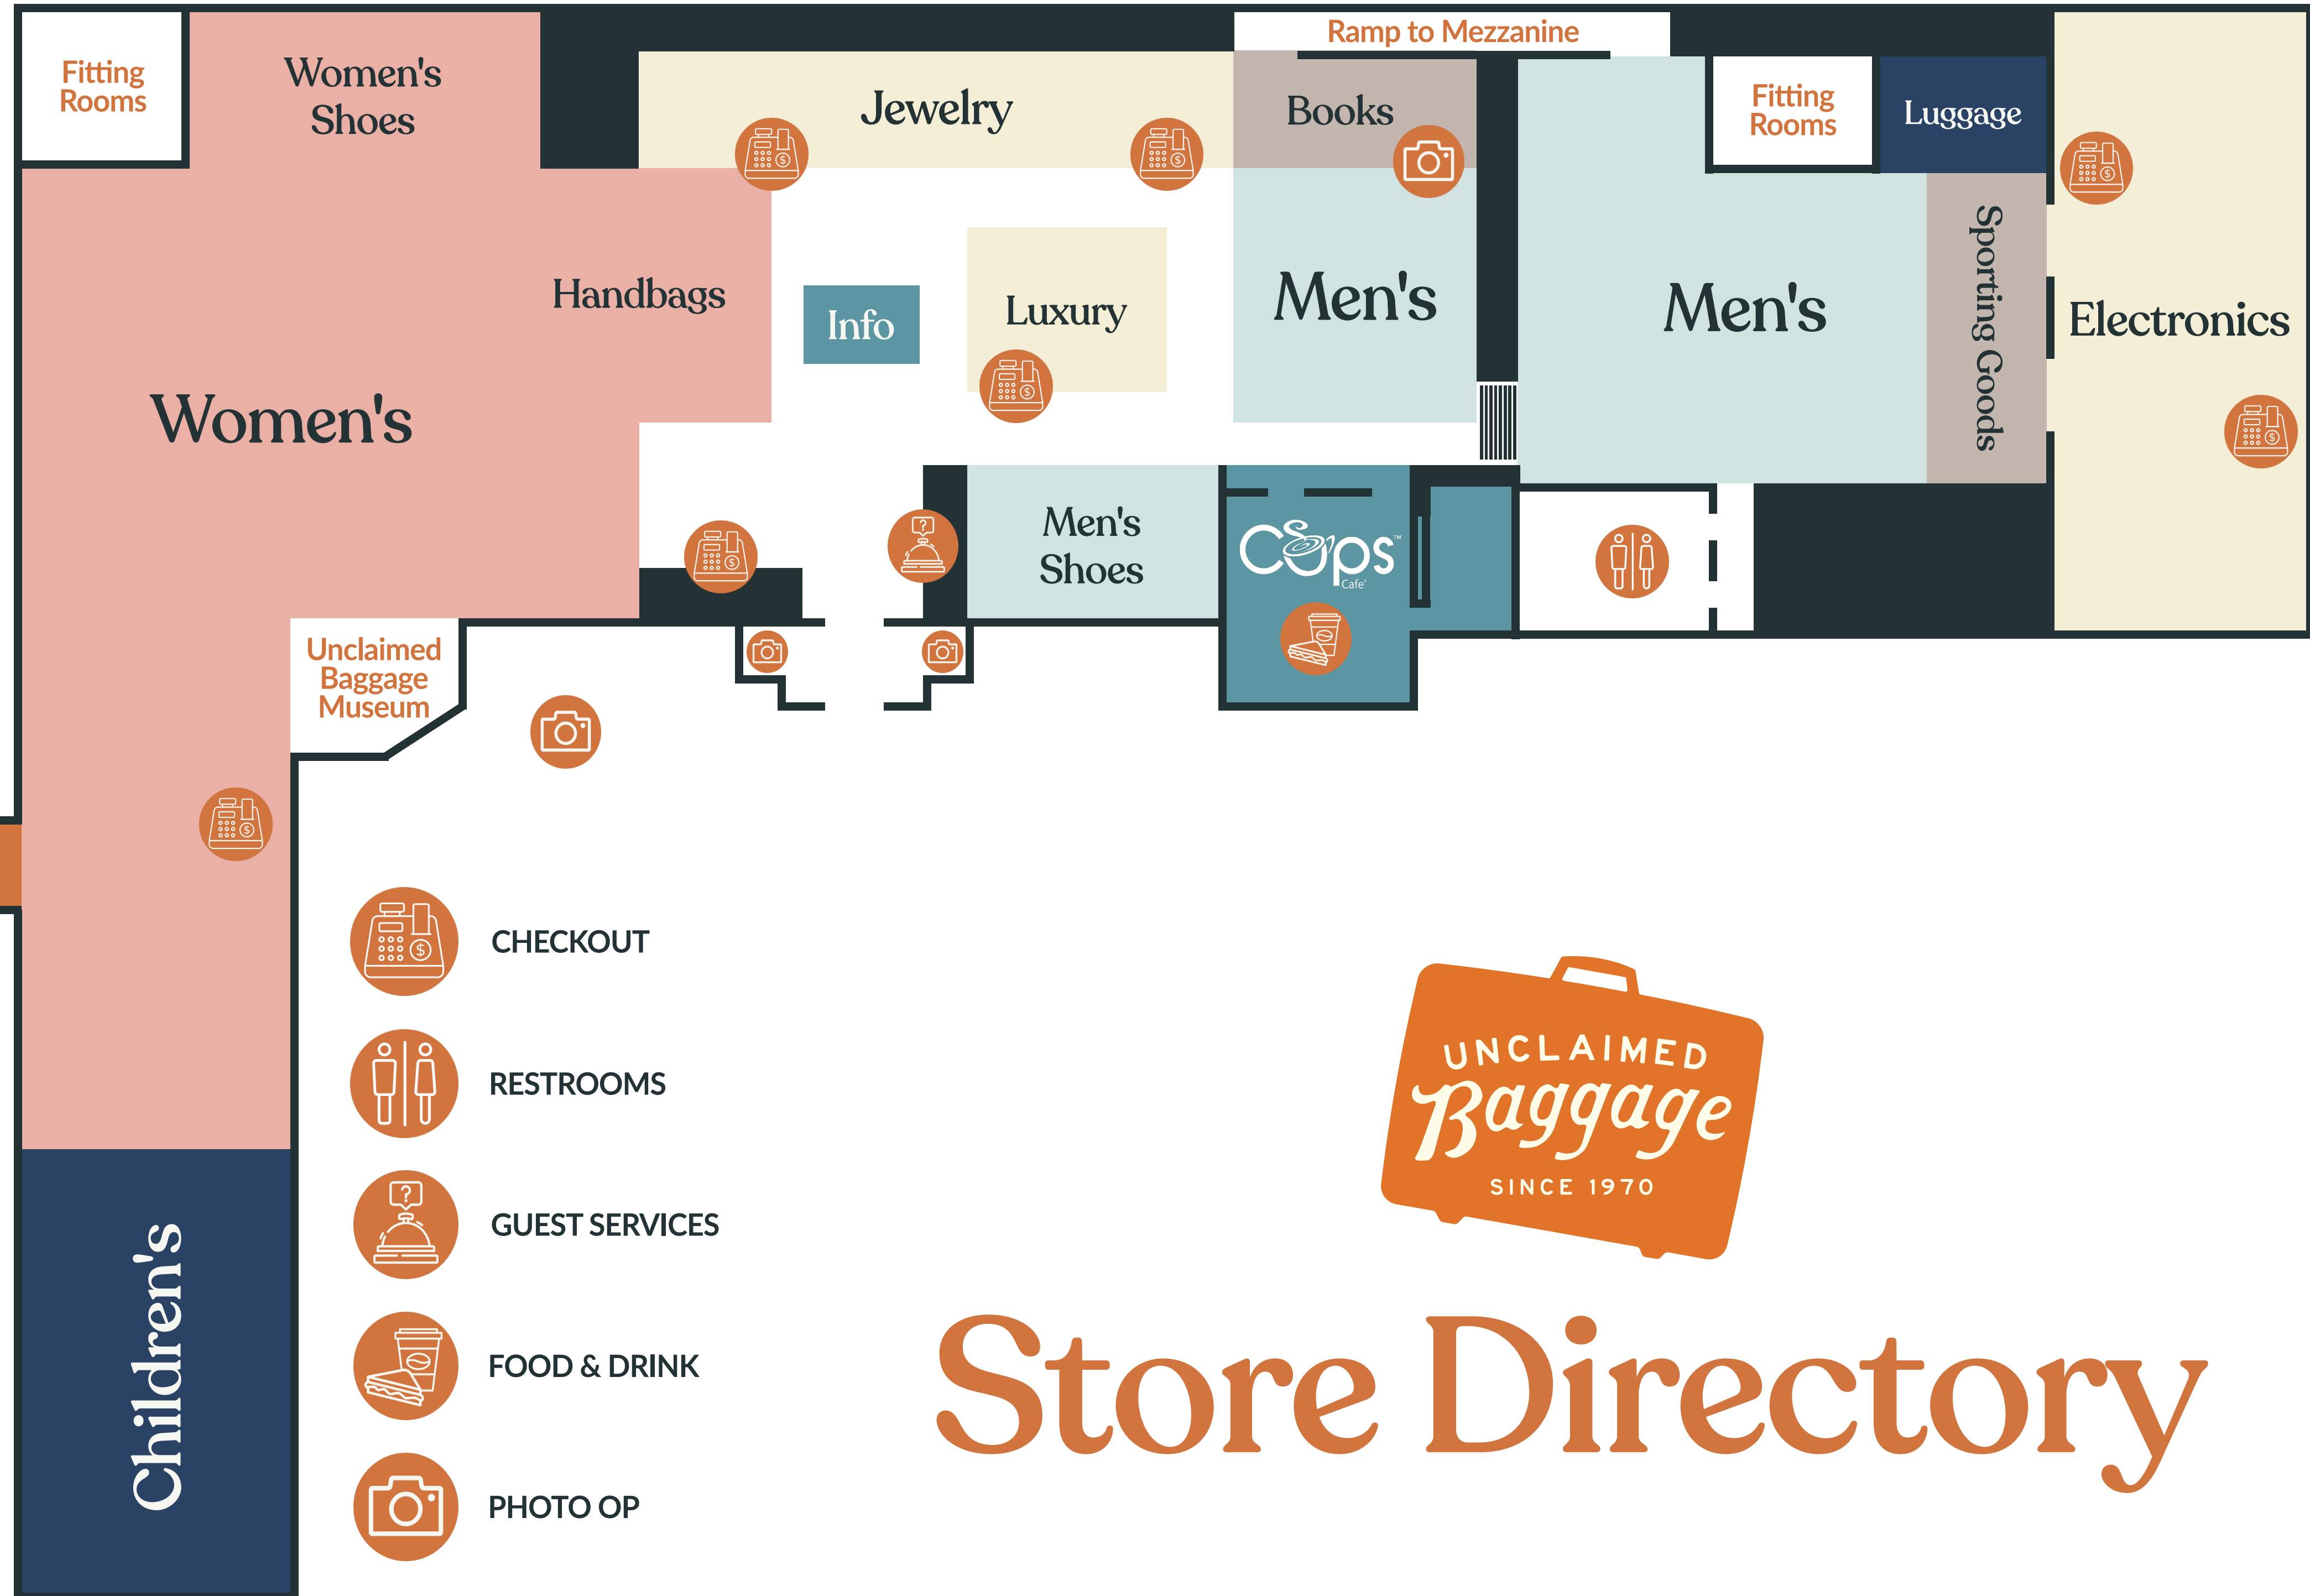 Ramp to Mezzanine
Fitting
Rooms
Women's
Shoes
Jewelry
Books
Fitting
Rooms
Luggage
Handbags
Info
Luxury
Men's
Men's
Sporting Goods
Electronics
Women's
Men's
Shoes
Cups™
Cafe'
Unclaimed
Baggage
Museum
CHECKOUT
RESTROOMS
GUEST SERVICES
FOOD & DRINK
PHOTO OP
Children's
UNCLAIMED
Baggage
SINCE 1970
Store Directory